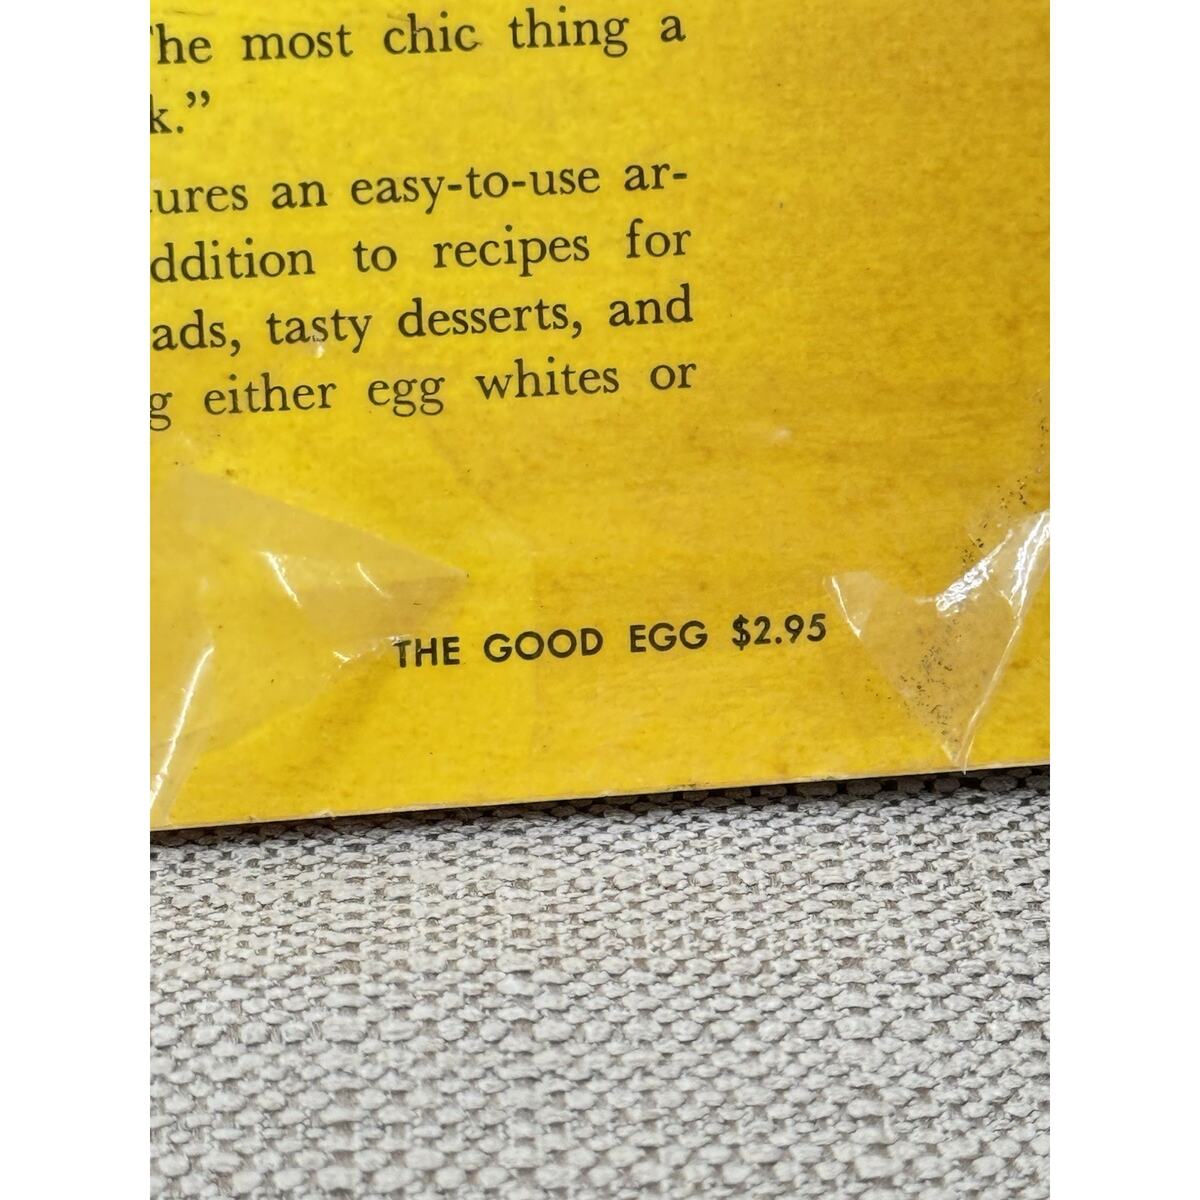 he most chic thing a
k.”
ures an easy-to-use ar-
ddition to recipes for
ads, tasty desserts, and
g either egg whites or
THE GOOD EGG $2.95